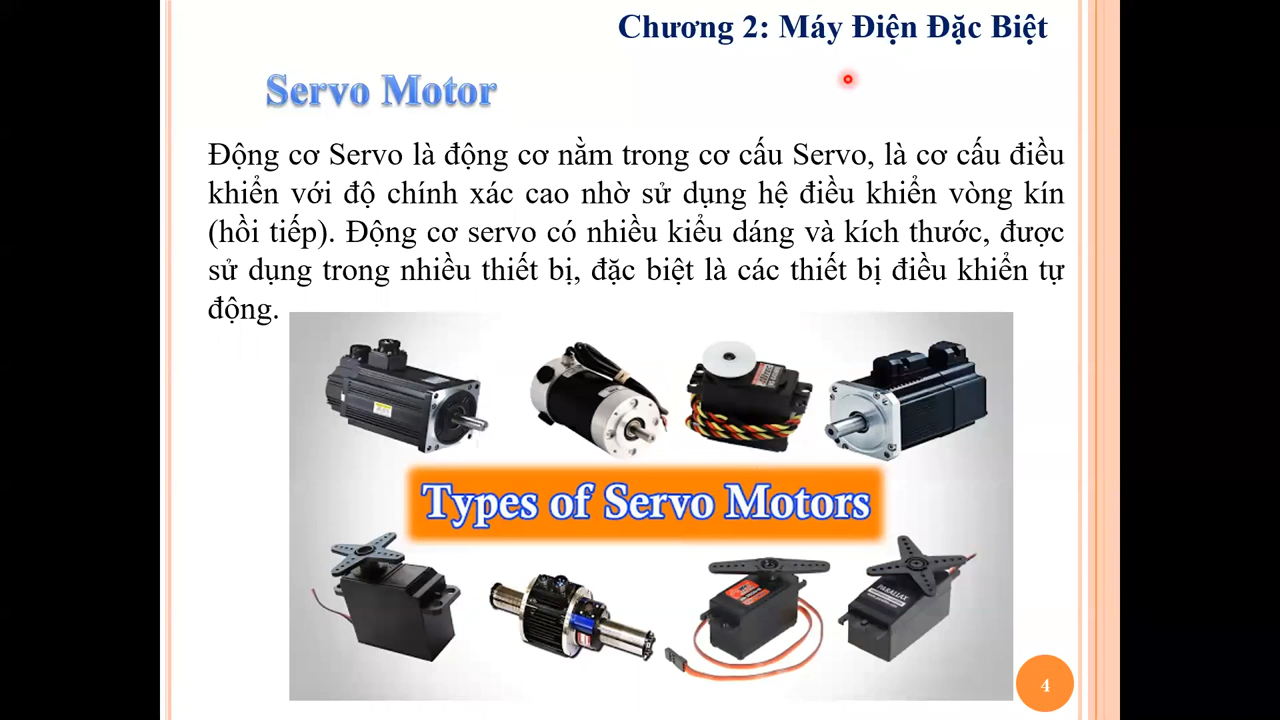 Chương 2: Máy Điện Đặc Biệt
Servo Motor
Động cơ Servo là động cơ nằm trong cơ cấu Servo, là cơ cấu điều
khiển với độ chính xác cao nhờ sử dụng hệ điều khiển vòng kín
(hồi tiếp). Động cơ servo có nhiều kiểu dáng và kích thước, được
sử dụng trong nhiều thiết bị, đặc biệt là các thiết bị điều khiển tự
động.
Types of Servo Motors
PARALLAX
4